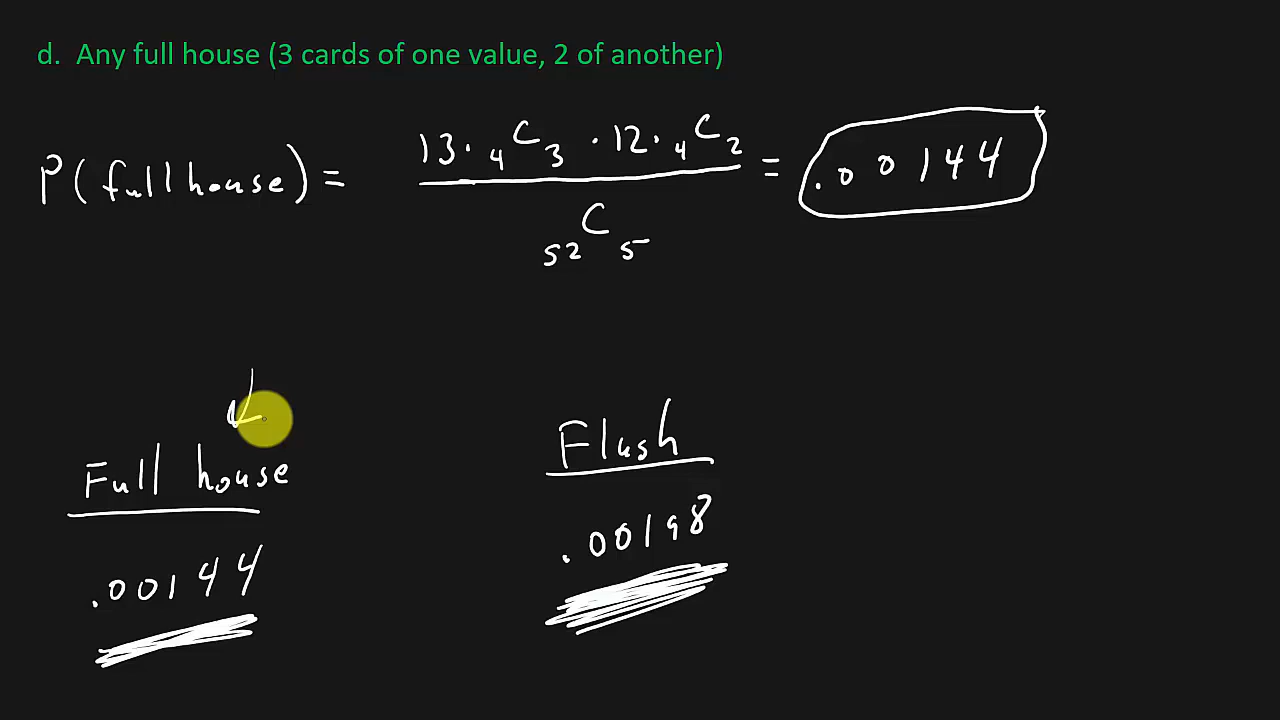 d. Any full house (3 cards of one value, 2 of another)
P(full house) = 13 · 4C3 · 12 · 4C2 / 52C5 = .00144
Full house
.00144
Flush
.00198